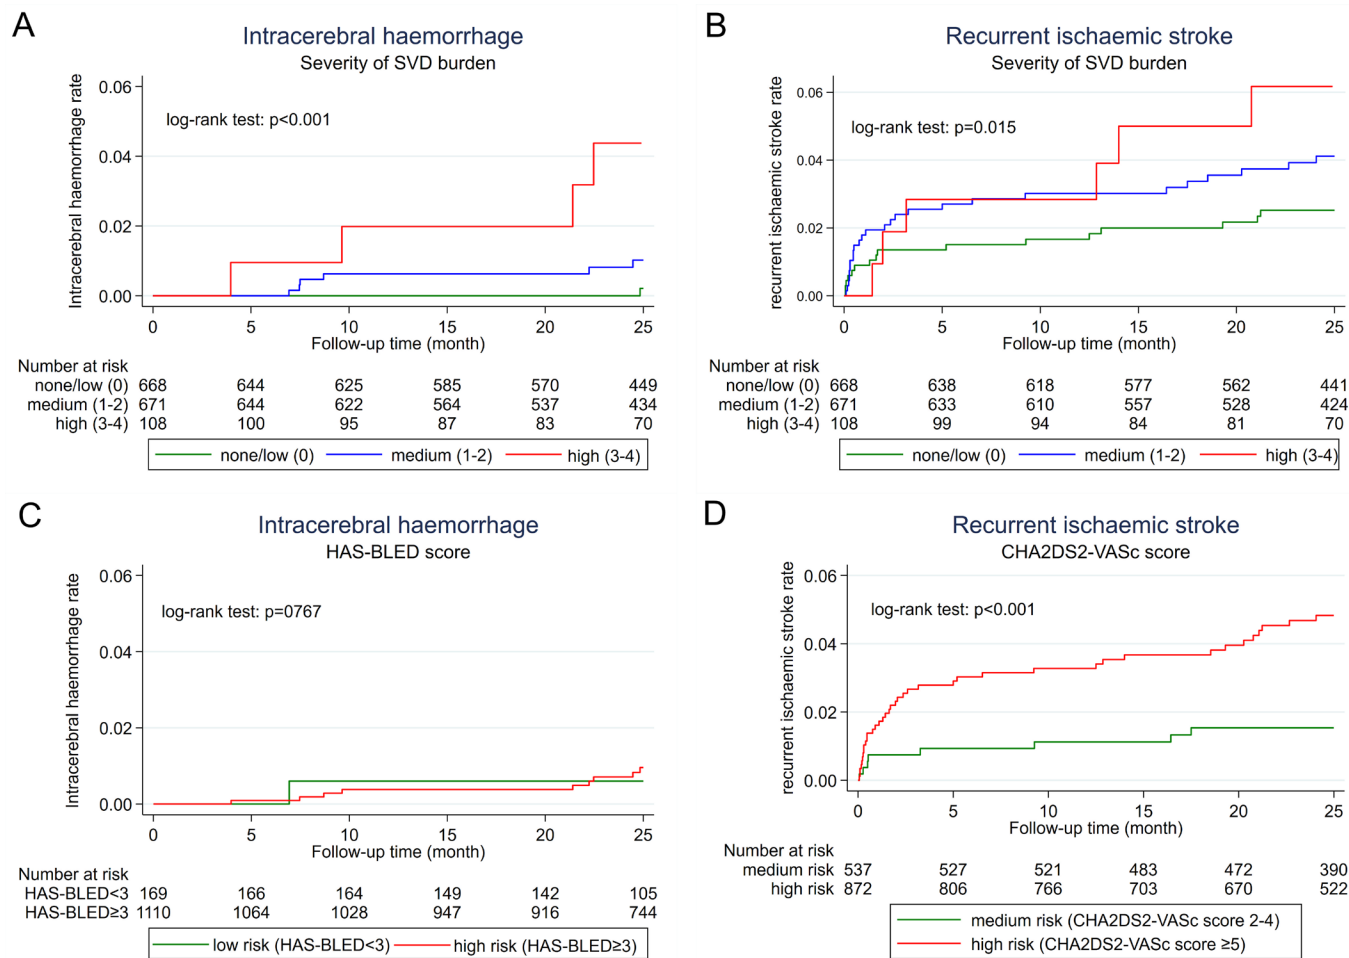 A
Intracerebral haemorrhage
Severity of SVD burden
Intracerebral haemorrhage rate
0.06
0.04
0.02
0.00
log-rank test: p<0.001
0 5 10 15 20 25
Follow-up time (month)
Number at risk
none/low (0) 668 644 625 585 570 449
medium (1-2) 671 644 622 564 537 434
high (3-4) 108 100 95 87 83 70
none/low (0) medium (1-2) high (3-4)
B
Recurrent ischaemic stroke
Severity of SVD burden
recurrent ischaemic stroke rate
0.06
0.04
0.02
0.00
log-rank test: p=0.015
0 5 10 15 20 25
Follow-up time (month)
Number at risk
none/low (0) 668 638 618 577 562 441
medium (1-2) 671 633 610 557 528 424
high (3-4) 108 99 94 84 81 70
none/low (0) medium (1-2) high (3-4)
C
Intracerebral haemorrhage
HAS-BLED score
Intracerebral haemorrhage rate
0.06
0.04
0.02
0.00
log-rank test: p=0767
0 5 10 15 20 25
Follow-up time (month)
Number at risk
HAS-BLED<3 169 166 164 149 142 105
HAS-BLED≥3 1110 1064 1028 947 916 744
low risk (HAS-BLED<3) high risk (HAS-BLED≥3)
D
Recurrent ischaemic stroke
CHA2DS2-VASc score
recurrent ischaemic stroke rate
0.06
0.04
0.02
0.00
log-rank test: p<0.001
0 5 10 15 20 25
Follow-up time (month)
Number at risk
medium risk 537 527 521 483 472 390
high risk 872 806 766 703 670 522
medium risk (CHA2DS2-VASc score 2-4)
high risk (CHA2DS2-VASc score ≥5)